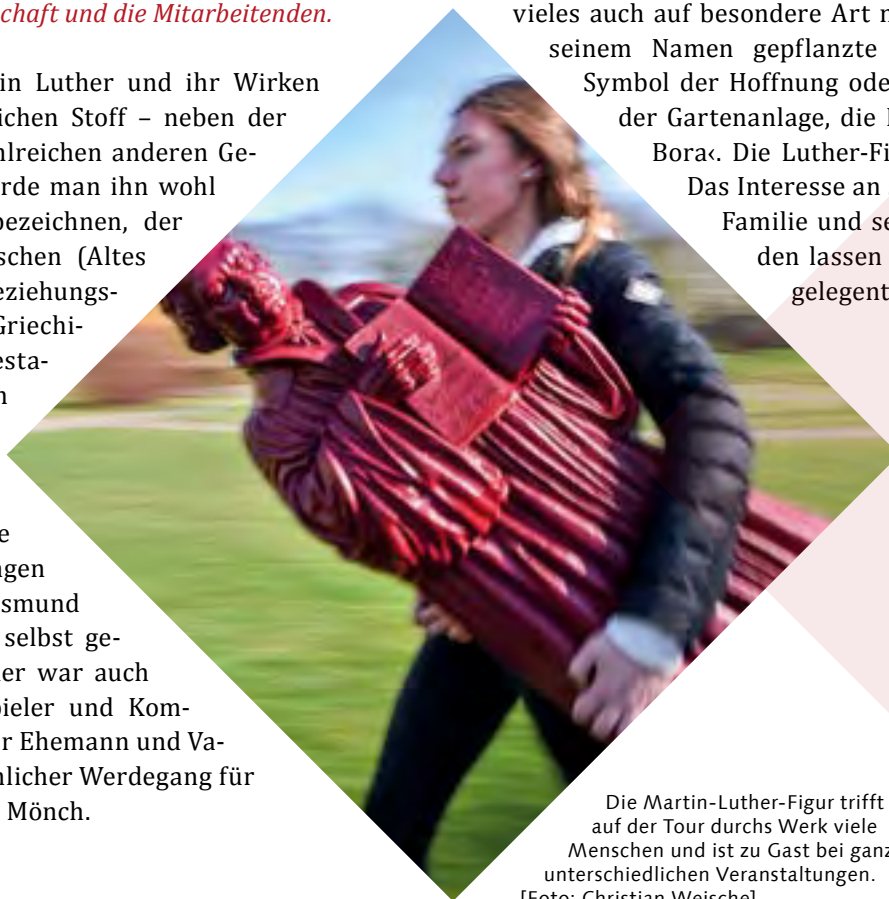 chaft und die Mitarbeitenden.
in Luther und ihr Wirken
ichen Stoff – neben der
hlreichen anderen Ge-
rde man ihn wohl
bezeichnen, der
schen (Altes
eziehungs-
Griechi-
esta-
n
e
ngen
smund
selbst ge-
er war auch
pieler und Kom-
r Ehemann und Va-
nlicher Werdegang für
Mönch.
vieles auch auf besondere Art
seinem Namen gepflanzte
Symbol der Hoffnung ode
der Gartenanlage, die
Bora‹. Die Luther-Fi
Das Interesse an
Familie und se
den lassen
gelegent
Die Martin-Luther-Figur trifft
auf der Tour durchs Werk viele
Menschen und ist zu Gast bei ganz
unterschiedlichen Veranstaltungen.
[Foto: Christian Weische]